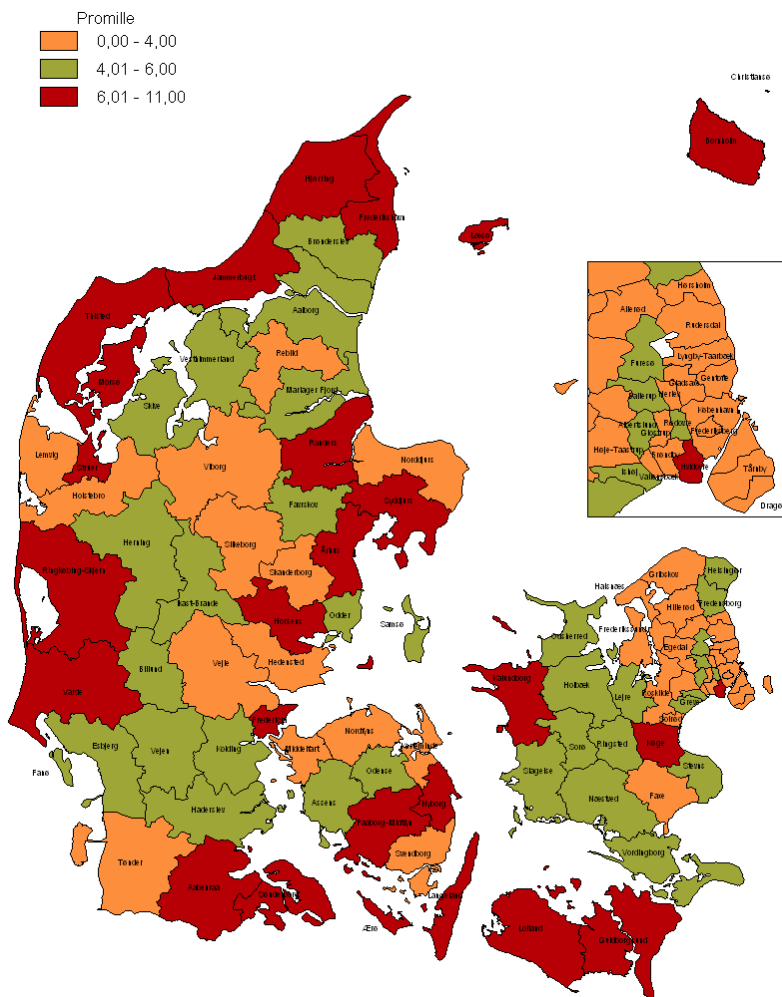 Promille
0,00 - 4,00
4,01 - 6,00
6,01 - 11,00
Christiansø
Bornholm
Hjørring
Frederikshavn
Læsø
Brønderslev
Jammerbugt
Thisted
Aalborg
Vesthimmerland
Rebild
Morsø
Mariager Fjord
Skive
Lemvig
Struer
Randers
Norddjurs
Viborg
Holstebro
Favrskov
Syddjurs
Herning
Silkeborg
Århus
Skanderborg
Ringkøbing-Skjern
Ikast-Brande
Horsens
Odder
Samsø
Hedensted
Vejle
Billund
Varde
Fredericia
Esbjerg
Vejen
Kolding
Fanø
Haderslev
Tønder
Aabenraa
Sønderborg
Middelfart
Nordfyns
Kerteminde
Odense
Assens
Nyborg
Faaborg-Midtfyn
Svendborg
Langeland
Ærø
Hørsholm
Allerød
Rudersdal
Furesø
Lyngby-Taarbæk
Gladsaxe
Gentofte
Ballerup
Herlev
København
Albertslund
Rødovre
Frederiksberg
Glostrup
Høje-Taastrup
Brøndby
Hvidovre
Ishøj
Vallensbæk
Tårnby
Dragø
Helsingør
Gribskov
Halsnæs
Fredensborg
Hillerød
Frederikssund
Odsherred
Egedal
Kalundborg
Holbæk
Lejre
Roskilde
Greve
Solrød
Køge
Sorø
Ringsted
Stevns
Slagelse
Næstved
Faxe
Vordingborg
Lolland
Guldborgsund